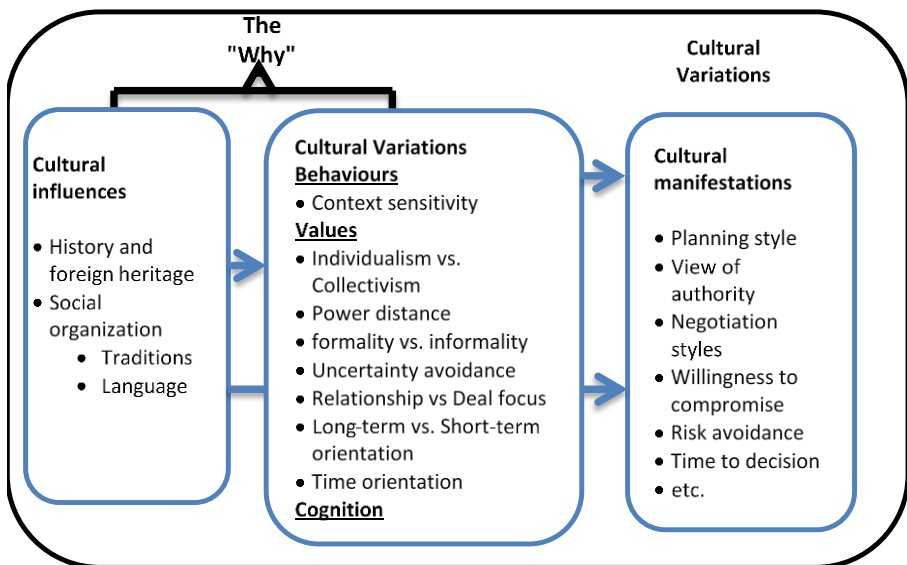 The
"Why"
Cultural
Variations
Cultural
influences
• History and
foreign heritage
• Social
organization
• Traditions
• Language
Cultural Variations
Behaviours
• Context sensitivity
Values
• Individualism vs.
Collectivism
• Power distance
• formality vs. informality
• Uncertainty avoidance
• Relationship vs Deal focus
• Long-term vs. Short-term
orientation
• Time orientation
Cognition
Cultural
manifestations
• Planning style
• View of
authority
• Negotiation
styles
• Willingness to
compromise
• Risk avoidance
• Time to decision
• etc.